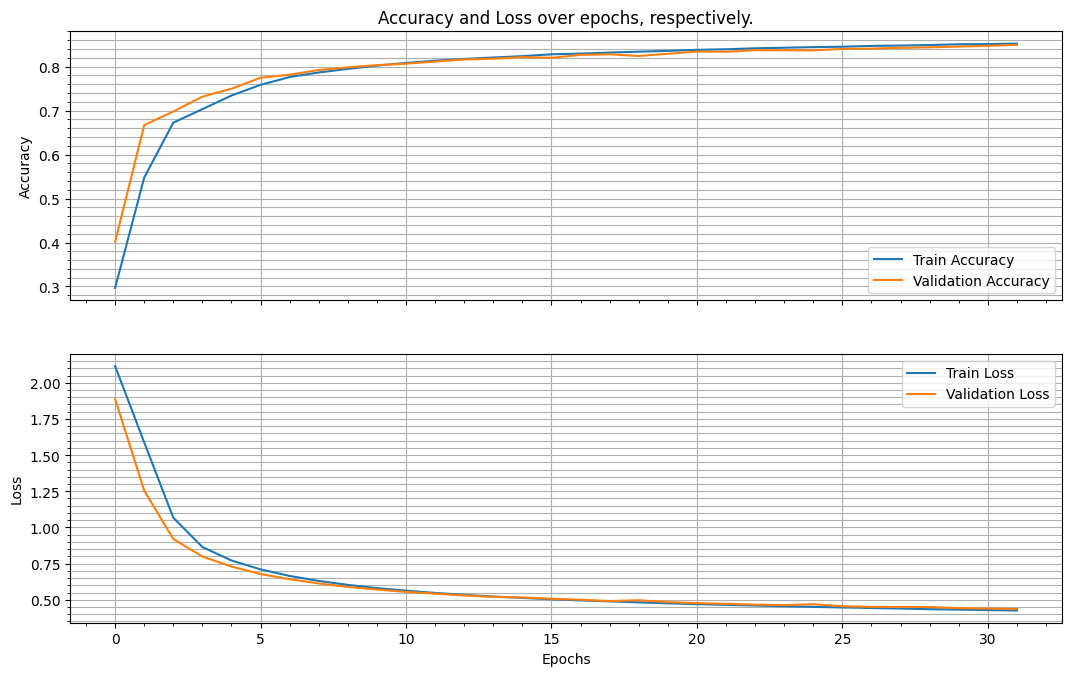 Accuracy and Loss over epochs, respectively.
0.8
0.7
0.6
0.5
0.4
0.3
Accuracy
Train Accuracy
Validation Accuracy
2.00
1.75
1.50
1.25
1.00
0.75
0.50
Loss
Train Loss
Validation Loss
0 5 10 15 20 25 30
Epochs